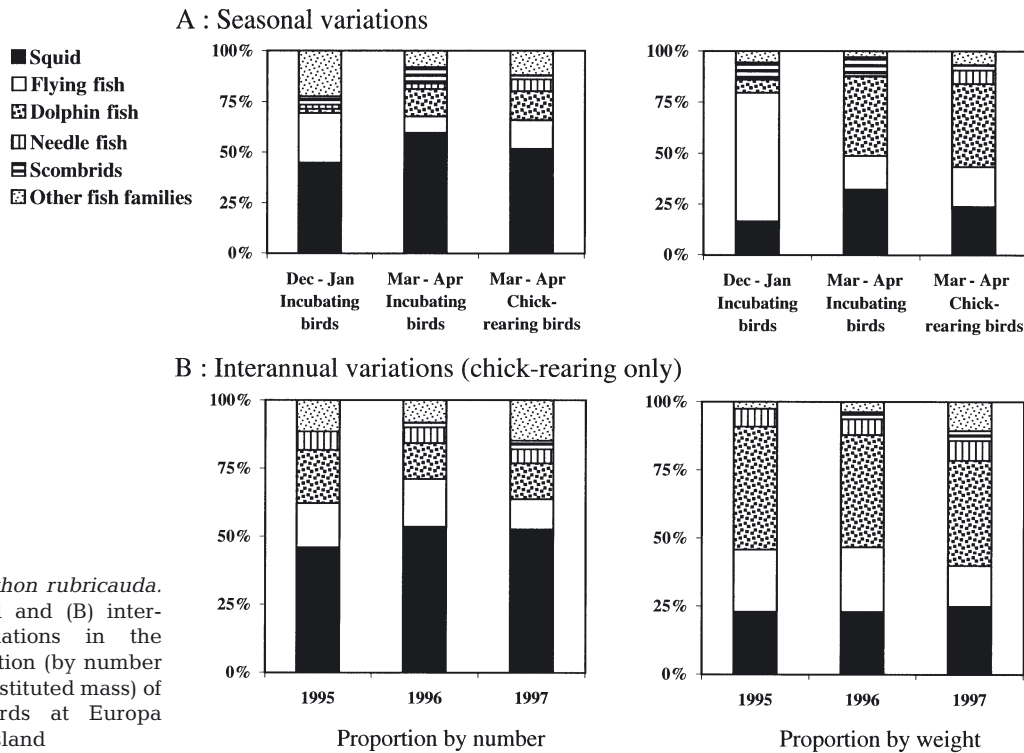 A : Seasonal variations
Squid
Flying fish
Dolphin fish
Needle fish
Scombrids
Other fish families
100%
75%
50%
25%
0%
Dec - Jan
Incubating
birds
Mar - Apr
Incubating
birds
Mar - Apr
Chick-
rearing birds
100%
75%
50%
25%
0%
Dec - Jan
Incubating
birds
Mar - Apr
Incubating
birds
Mar - Apr
Chick-
rearing birds
B : Interannual variations (chick-rearing only)
100%
75%
50%
25%
0%
1995 1996 1997
Proportion by number
100%
75%
50%
25%
0%
1995 1996 1997
Proportion by weight
thon rubricauda.
and (B) inter-
ations in the
tion (by number
stituted mass) of
rds at Europa
sland